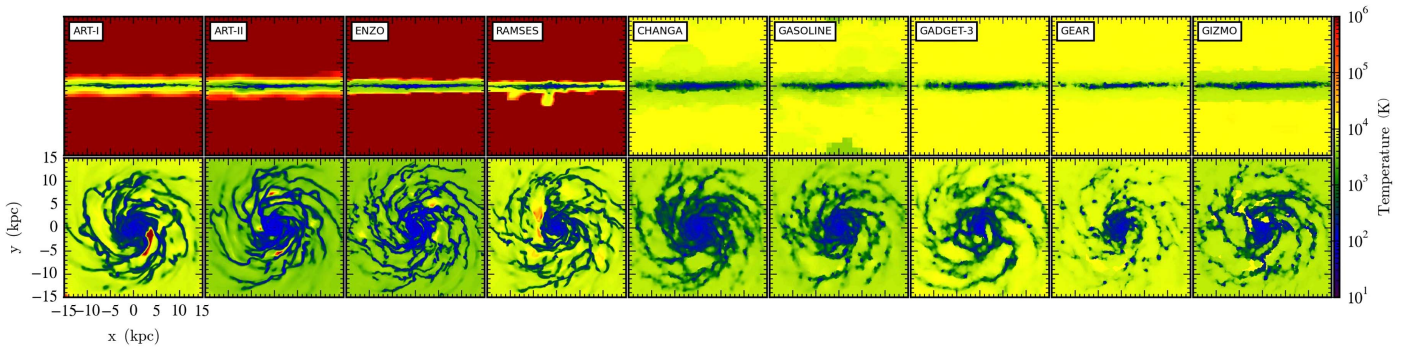 ART-I ART-II ENZO RAMSES CHANGA GASOLINE GADGET-3 GEAR GIZMO
10^6
10^5
10^4
10^3
10^2
10^1
Temperature (K)
15
10
5
0
−5
−10
−15
y (kpc)
−15 −10 −5 0 5 10 15
x (kpc)